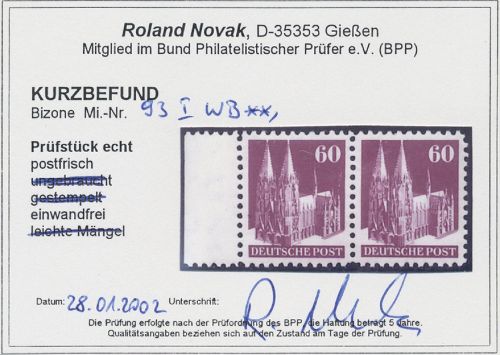 Roland Novak, D-35353 Gießen
Mitglied im Bund Philatelistischer Prüfer e.V. (BPP)
KURZBEFUND
Bizone Mi.-Nr. 93 I WB **,
Prüfstück echt
postfrisch
ungebraucht
gestempelt
einwandfrei
leichte Mängel
60 60
DEUTSCHE POST DEUTSCHE POST
Datum: 28.01.2002 Unterschrift:
Die Prüfung erfolgte nach der Prüfordnung des BPP, die Haftung beträgt 5 Jahre.
Qualitätsangaben beziehen sich auf den Zustand am Tage der Prüfung.